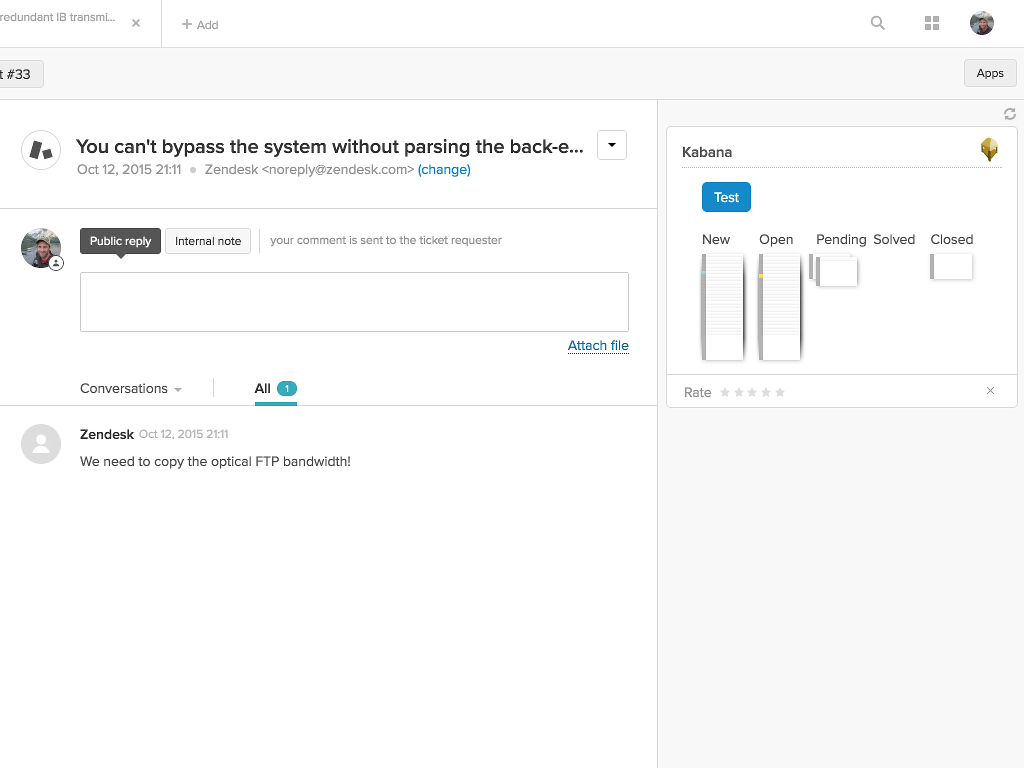 redundant IB transmi...
+ Add
t #33
Apps
You can't bypass the system without parsing the back-e...
Oct 12, 2015 21:11 • Zendesk <noreply@zendesk.com> (change)
Public reply Internal note your comment is sent to the ticket requester
Attach file
Conversations All 1
Zendesk Oct 12, 2015 21:11
We need to copy the optical FTP bandwidth!
Kabana
Test
New Open Pending Solved Closed
Rate